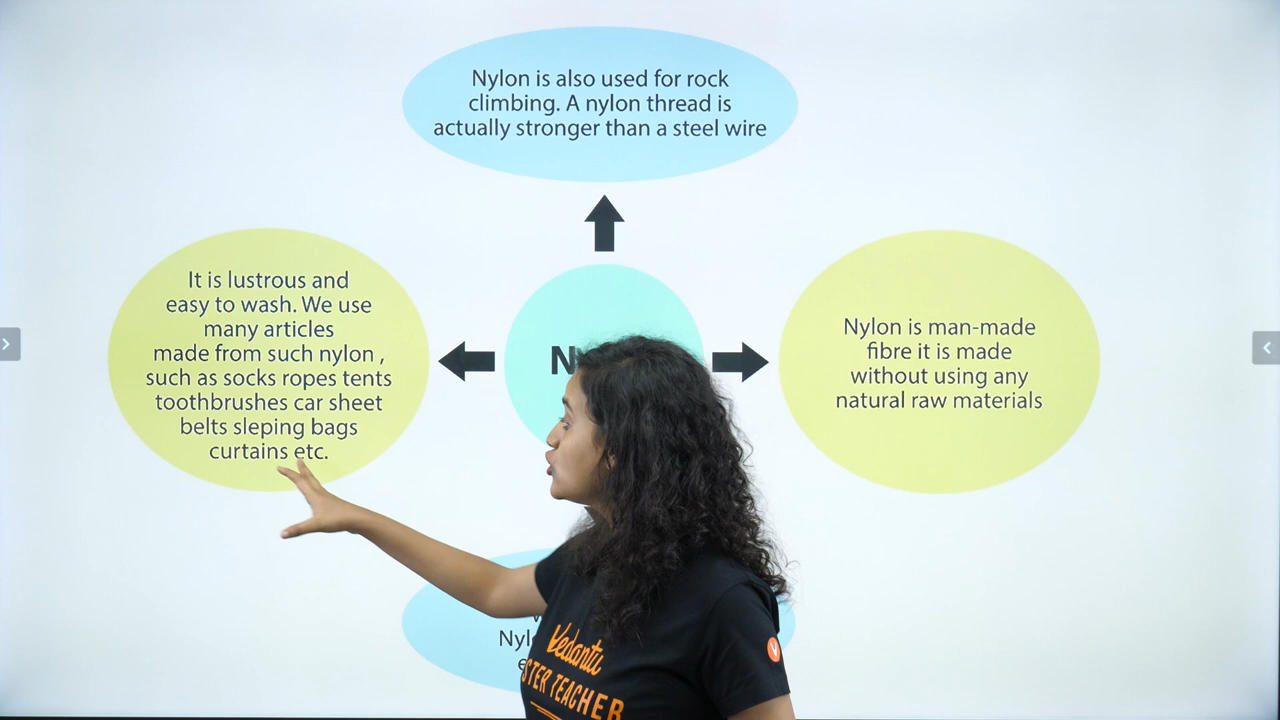 Nylon is also used for rock
climbing. A nylon thread is
actually stronger than a steel wire
It is lustrous and
easy to wash. We use
many articles
made from such nylon ,
such as socks ropes tents
toothbrushes car sheet
belts sleping bags
curtains etc.
Nylon is man-made
fibre it is made
without using any
natural raw materials
Vedantu
TEACHER